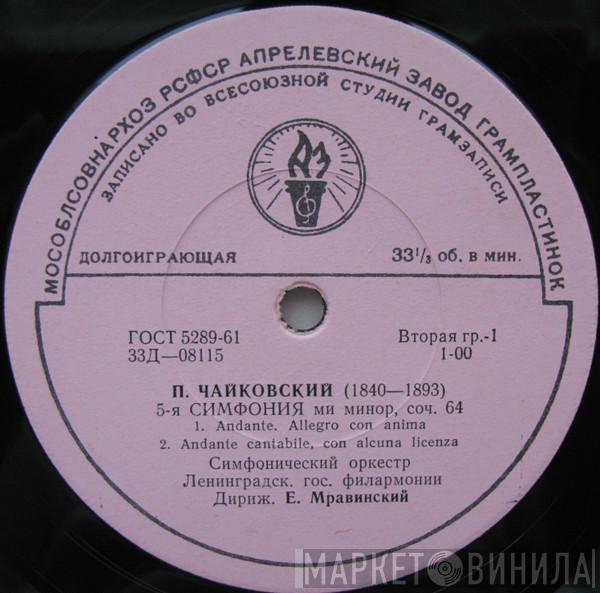 МОСОБЛСОВНАРХОЗ РСФСР АПРЕЛЕВСКИЙ ЗАВОД ГРАМПЛАСТИНОК
ЗАПИСАНО ВО ВСЕСОЮЗНОЙ СТУДИИ ГРАМЗАПИСИ
АЗ
ДОЛГОИГРАЮЩАЯ 33¹/₃ об. в мин.
ГОСТ 5289-61 Вторая гр.-1
33Д—08115 1-00
П. ЧАЙКОВСКИЙ (1840—1893)
5-я СИМФОНИЯ ми минор, соч. 64
1. Andante. Allegro con anima
2. Andante cantabile, con alcuna licenza
Симфонический оркестр
Ленинградск. гос. филармонии
Дириж. Е. Мравинский
МАРКЕТ ВИНИЛА